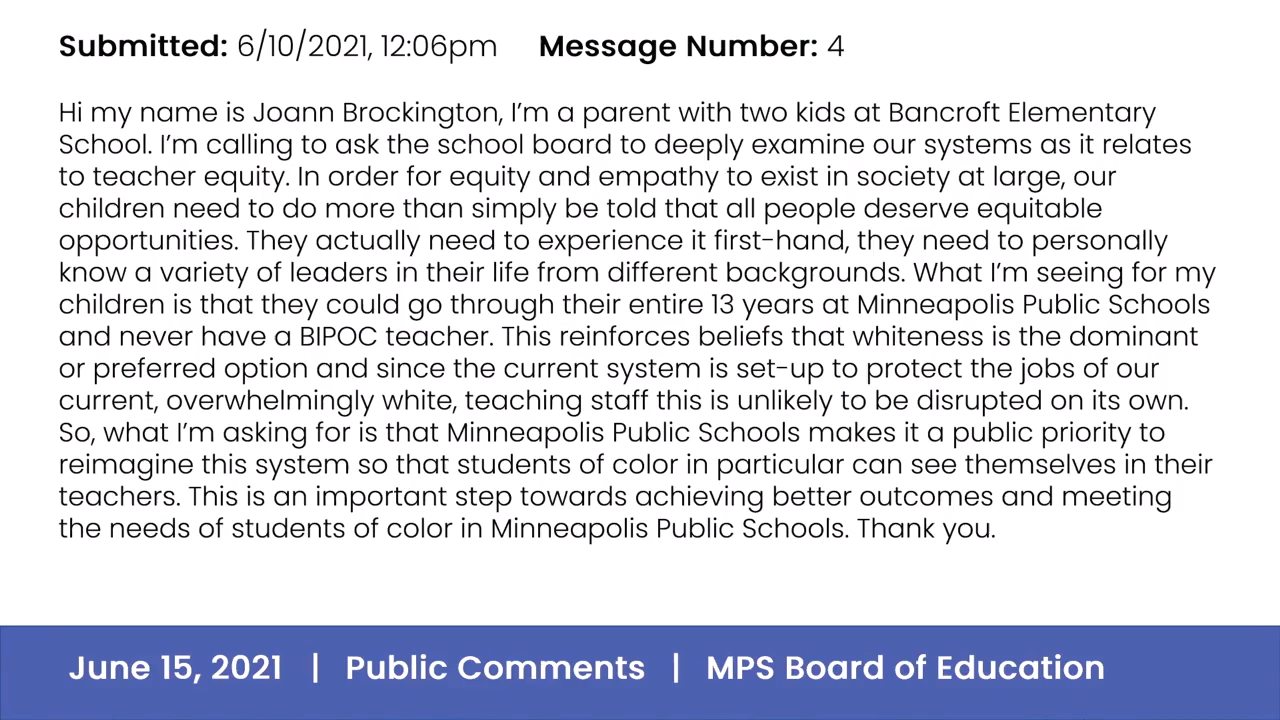 Submitted: 6/10/2021, 12:06pm Message Number: 4
Hi my name is Joann Brockington, I'm a parent with two kids at Bancroft Elementary
School. I'm calling to ask the school board to deeply examine our systems as it relates
to teacher equity. In order for equity and empathy to exist in society at large, our
children need to do more than simply be told that all people deserve equitable
opportunities. They actually need to experience it first-hand, they need to personally
know a variety of leaders in their life from different backgrounds. What I'm seeing for my
children is that they could go through their entire 13 years at Minneapolis Public Schools
and never have a BIPOC teacher. This reinforces beliefs that whiteness is the dominant
or preferred option and since the current system is set-up to protect the jobs of our
current, overwhelmingly white, teaching staff this is unlikely to be disrupted on its own.
So, what I'm asking for is that Minneapolis Public Schools makes it a public priority to
reimagine this system so that students of color in particular can see themselves in their
teachers. This is an important step towards achieving better outcomes and meeting
the needs of students of color in Minneapolis Public Schools. Thank you.
June 15, 2021 | Public Comments | MPS Board of Education